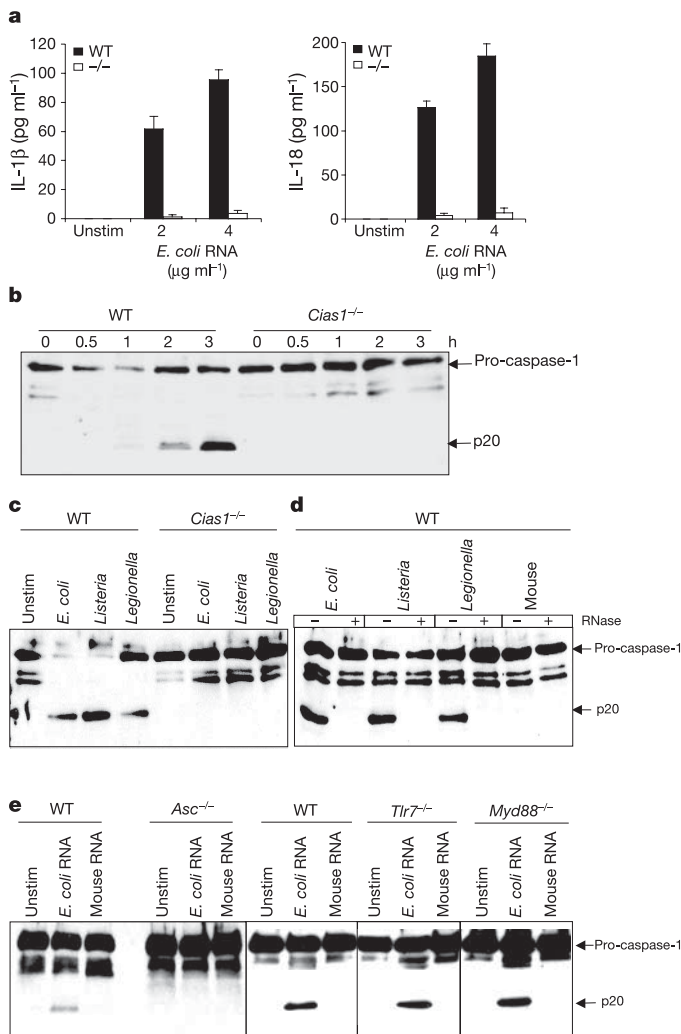 a
WT
–/–
IL-1β (pg ml–1)
120
100
80
60
40
20
0
Unstim 2 4
E. coli RNA
(μg ml–1)
WT
–/–
IL-18 (pg ml–1)
200
150
100
50
0
Unstim 2 4
E. coli RNA
(μg ml–1)
b
WT Cias1–/–
0 0.5 1 2 3 0 0.5 1 2 3 h
Pro-caspase-1
p20
c
WT Cias1–/–
Unstim E. coli Listeria Legionella Unstim E. coli Listeria Legionella
d
WT
E. coli Listeria Legionella Mouse
– + – + – + – + RNase
Pro-caspase-1
p20
e
WT Asc–/– WT Tlr7–/– Myd88–/–
Unstim E. coli RNA Mouse RNA Unstim E. coli RNA Mouse RNA Unstim E. coli RNA Mouse RNA Unstim E. coli RNA Mouse RNA Unstim E. coli RNA Mouse RNA
Pro-caspase-1
p20